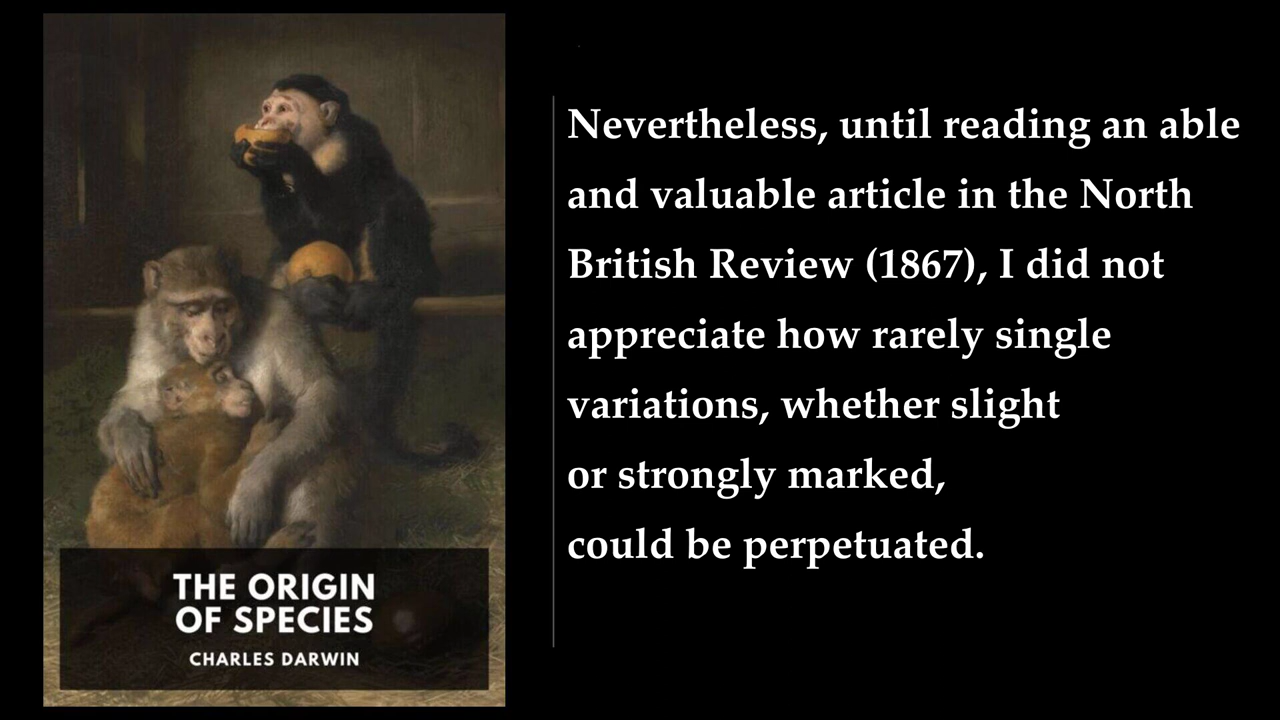 THE ORIGIN
OF SPECIES
CHARLES DARWIN
Nevertheless, until reading an able
and valuable article in the North
British Review (1867), I did not
appreciate how rarely single
variations, whether slight
or strongly marked,
could be perpetuated.